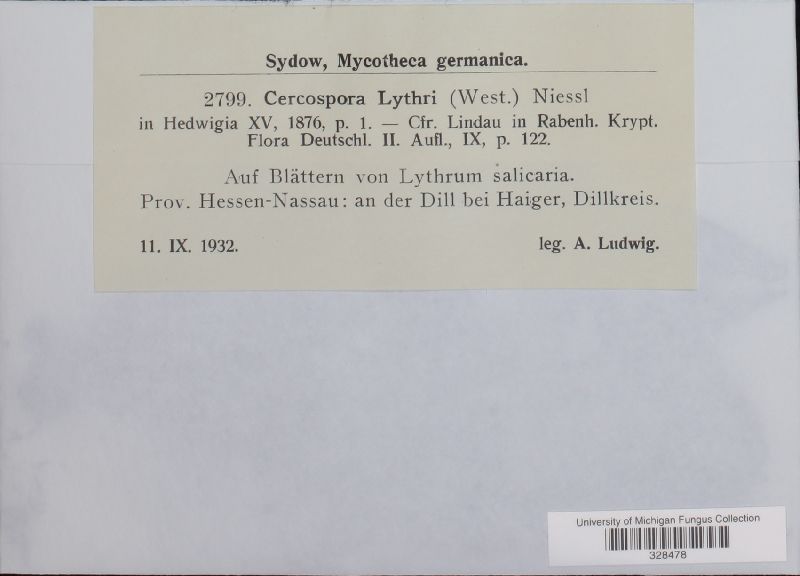 Sydow, Mycotheca germanica.
2799. Cercospora Lythri (West.) Niessl
in Hedwigia XV, 1876, p. 1. — Cfr. Lindau in Rabenh. Krypt.
Flora Deutschl. II. Aufl., IX, p. 122.
Auf Blättern von Lythrum salicaria.
Prov. Hessen-Nassau: an der Dill bei Haiger, Dillkreis.
11. IX. 1932. leg. A. Ludwig.
University of Michigan Fungus Collection
328478